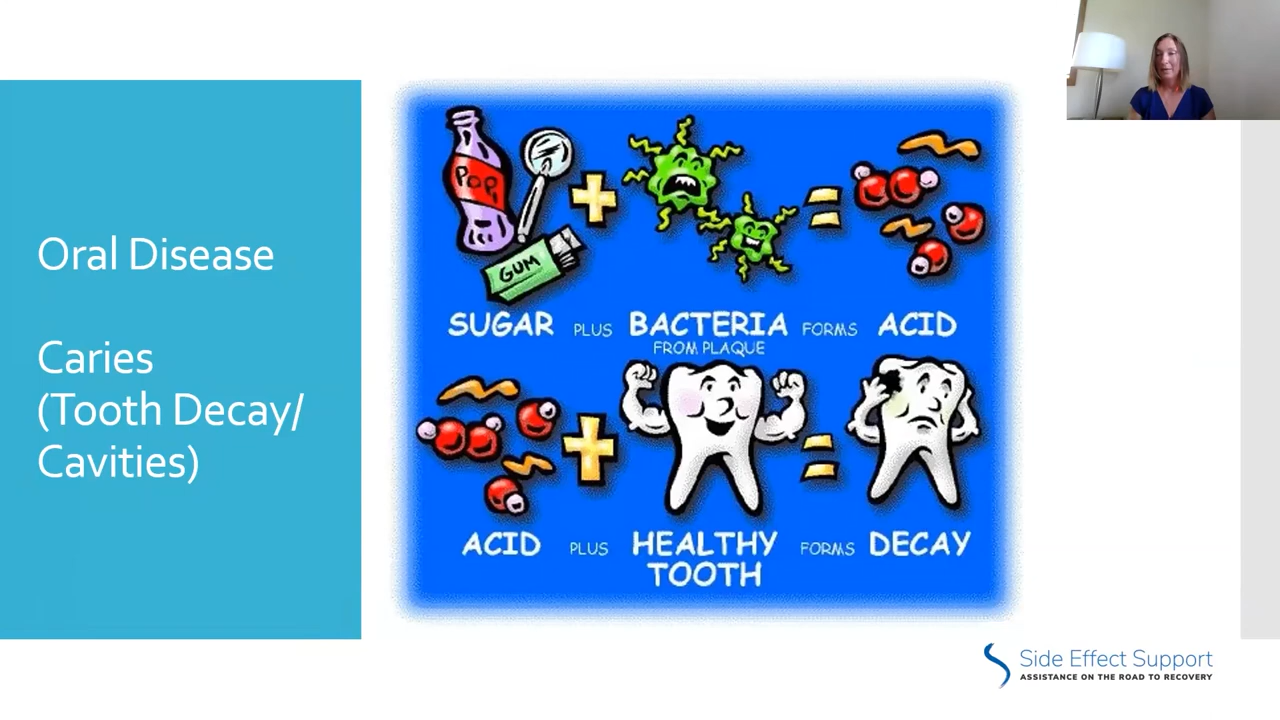 Oral Disease
Caries
(Tooth Decay/
Cavities)
POP
GUM
SUGAR PLUS BACTERIA FORMS ACID
FROM PLAQUE
ACID PLUS HEALTHY FORMS DECAY
TOOTH
Side Effect Support
ASSISTANCE ON THE ROAD TO RECOVERY